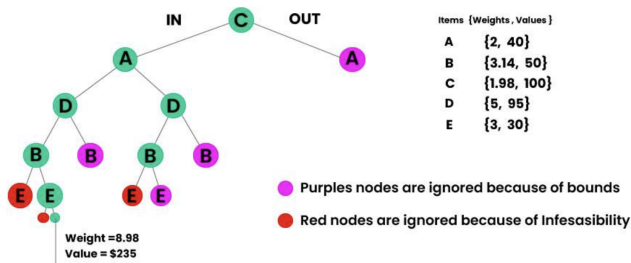 IN C OUT
A A
D D
B B B B
E E E E
Weight =8.98
Value = $235
Items {Weights , Values }
A {2, 40}
B {3.14, 50}
C {1.98, 100}
D {5, 95}
E {3, 30}
Purples nodes are ignored because of bounds
Red nodes are ignored because of Infesasibility